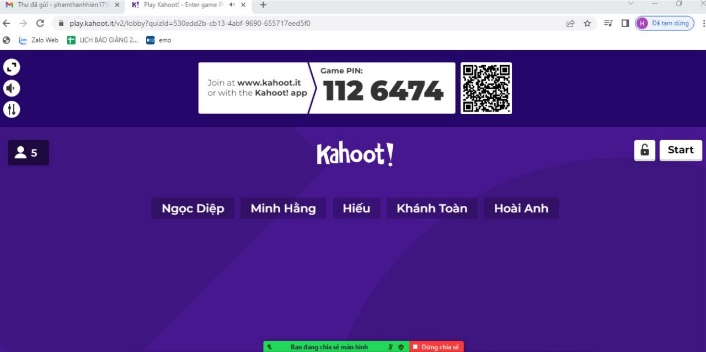 Thư đã gửi - phamthanhhien171
Play Kahoot! - Enter game P
play.kahoot.it/v2/lobby?quizId=530edd2b-cb13-4abf-9690-655717eed5f0
H Đã tạm dừng
Zalo Web
LỊCH BÁO GIẢNG 2...
emo
Join at www.kahoot.it
or with the Kahoot! app
Game PIN:
112 6474
5
Kahoot!
Start
Ngọc Diệp
Minh Hằng
Hiếu
Khánh Toàn
Hoài Anh
Bạn đang chia sẻ màn hình
Dừng chia sẻ